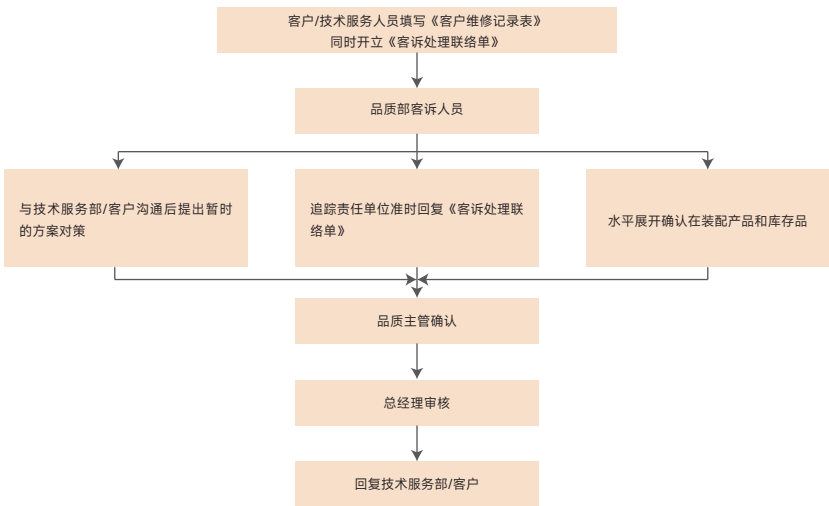 客户/技术服务人员填写《客户维修记录表》
同时开立《客诉处理联络单》
品质部客诉人员
与技术服务部/客户沟通后提出暂时
的方案对策
追踪责任单位准时回复《客诉处理联
络单》
水平展开确认在装配产品和库存品
品质主管确认
总经理审核
回复技术服务部/客户